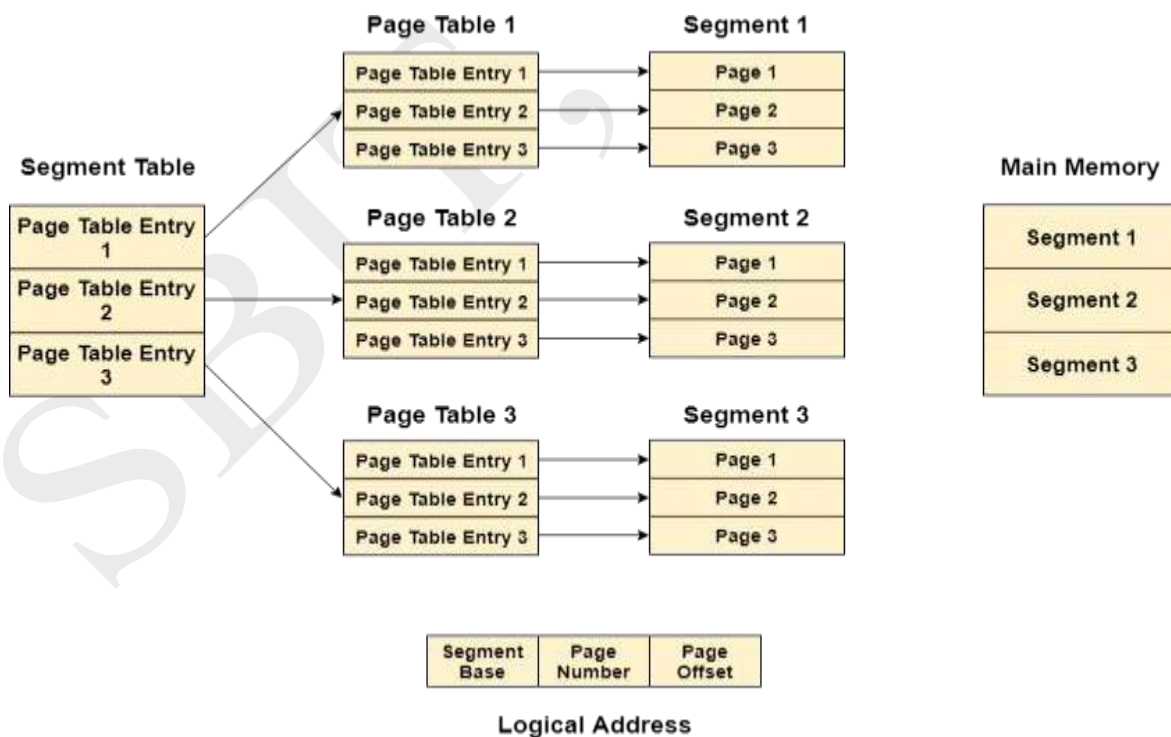 Page Table 1
Page Table Entry 1
Page Table Entry 2
Page Table Entry 3
Segment 1
Page 1
Page 2
Page 3
Segment Table
Page Table Entry
1
Page Table Entry
2
Page Table Entry
3
Page Table 2
Page Table Entry 1
Page Table Entry 2
Page Table Entry 3
Segment 2
Page 1
Page 2
Page 3
Main Memory
Segment 1
Segment 2
Segment 3
Page Table 3
Page Table Entry 1
Page Table Entry 2
Page Table Entry 3
Segment 3
Page 1
Page 2
Page 3
Segment
Base
Page
Number
Page
Offset
Logical Address
SBIT,